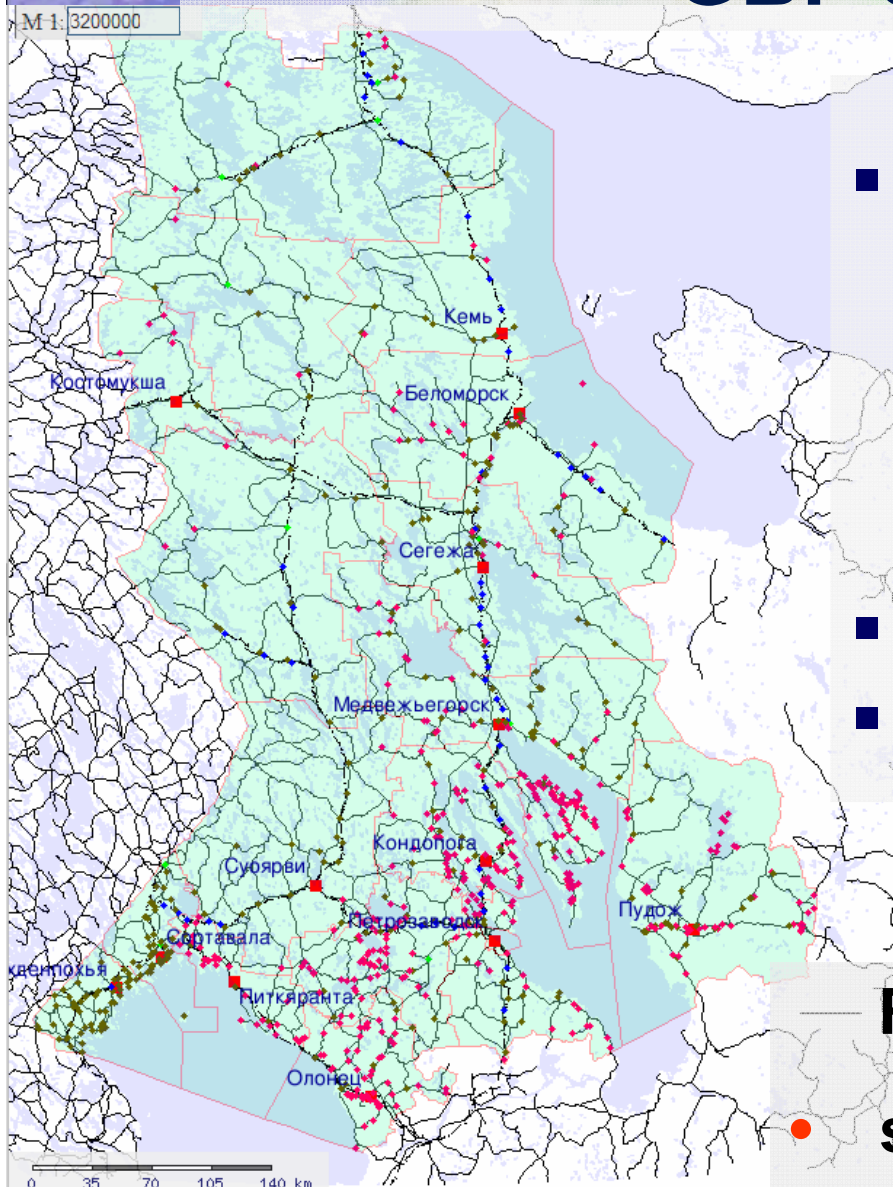 М 1: 3200000
Кемь
Костомукша
Беломорск
Сегежа
Медвежьегорск
Кондопога
Суоярви
Пудож
Петрозаводск
Сортавала
жденпохья
Питкяранта
Олонец
0 35 70 105 140 km